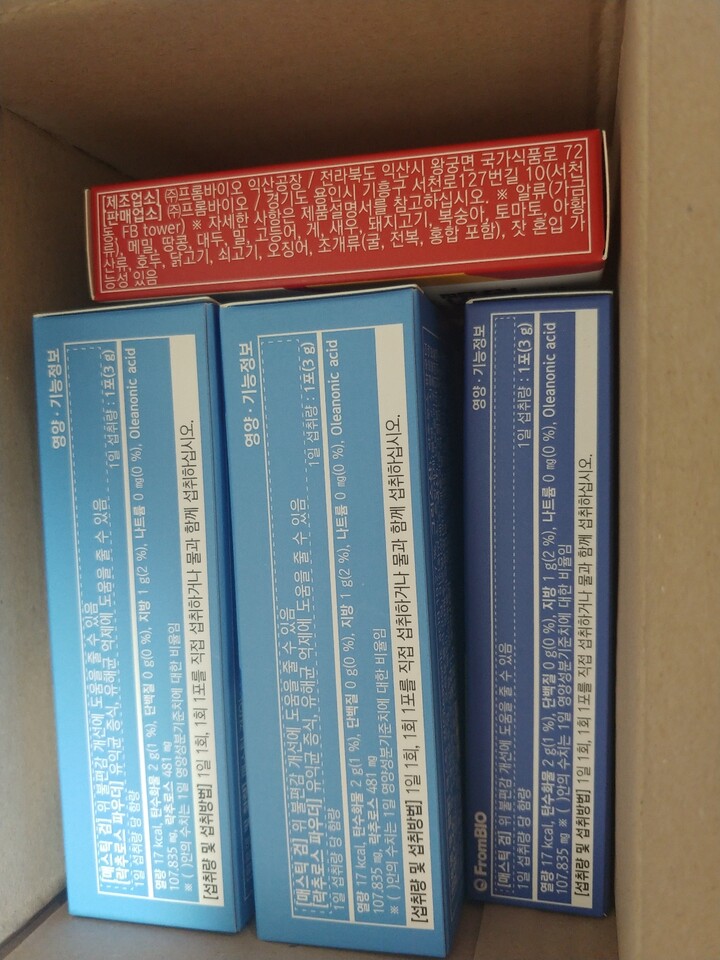 [제조업소] ㈜프롬바이오 익산공장 / 전라북도 익산시 왕궁면 국가식품로 72
[판매업소] ㈜프롬바이오 / 경기도 용인시 기흥구 서천로127번길 10(서천
동, FB tower) ※ 자세한 사항은 제품설명서를 참고하십시오. ※ 알류(가금
류), 메밀, 땅콩, 대두, 밀, 고등어, 게, 새우, 돼지고기, 복숭아, 토마토, 아황
산류, 호두, 닭고기, 쇠고기, 오징어, 조개류(굴, 전복, 홍합 포함), 잣 혼입 가
능성 있음
영양 · 기능정보
[매스틱 검] 위 불편감 개선에 도움을 줄 수 있음
[락추로스 파우더] 유익균 증식, 유해균 억제에 도움을 줄 수 있음
1일 섭취량 당 함량 1일 섭취량 : 1포(3 g)
열량 17 kcal, 탄수화물 2 g(1 %), 단백질 0 g(0 %), 지방 1 g(2 %), 나트륨 0 mg(0 %), Oleanonic acid
107.835 mg, 락추로스 481 mg
※ ( )안의 수치는 1일 영양성분기준치에 대한 비율임
[섭취량 및 섭취방법] 1일 1회, 1회 1포를 직접 섭취하거나 물과 함께 섭취하십시오.
영양 · 기능정보
[매스틱 검] 위 불편감 개선에 도움을 줄 수 있음
[락추로스 파우더] 유익균 증식, 유해균 억제에 도움을 줄 수 있음
1일 섭취량 당 함량 1일 섭취량 : 1포(3 g)
열량 17 kcal, 탄수화물 2 g(1 %), 단백질 0 g(0 %), 지방 1 g(2 %), 나트륨 0 mg(0 %), Oleanonic acid
107.835 mg, 락추로스 481 mg
※ ( )안의 수치는 1일 영양성분기준치에 대한 비율임
[섭취량 및 섭취방법] 1일 1회, 1회 1포를 직접 섭취하거나 물과 함께 섭취하십시오.
FromBIO 영양 · 기능정보
[매스틱 검] 위 불편감 개선에 도움을 줄 수 있음
1일 섭취량 당 함량 1일 섭취량 : 1포(3 g)
열량 17 kcal, 탄수화물 2 g(1 %), 단백질 0 g(0 %), 지방 1 g(2 %), 나트륨 0 mg(0 %), Oleanonic acid
107.835 mg ※ ( )안의 수치는 1일 영양성분기준치에 대한 비율임
[섭취량 및 섭취방법] 1일 1회, 1회 1포를 직접 섭취하거나 물과 함께 섭취하십시오.